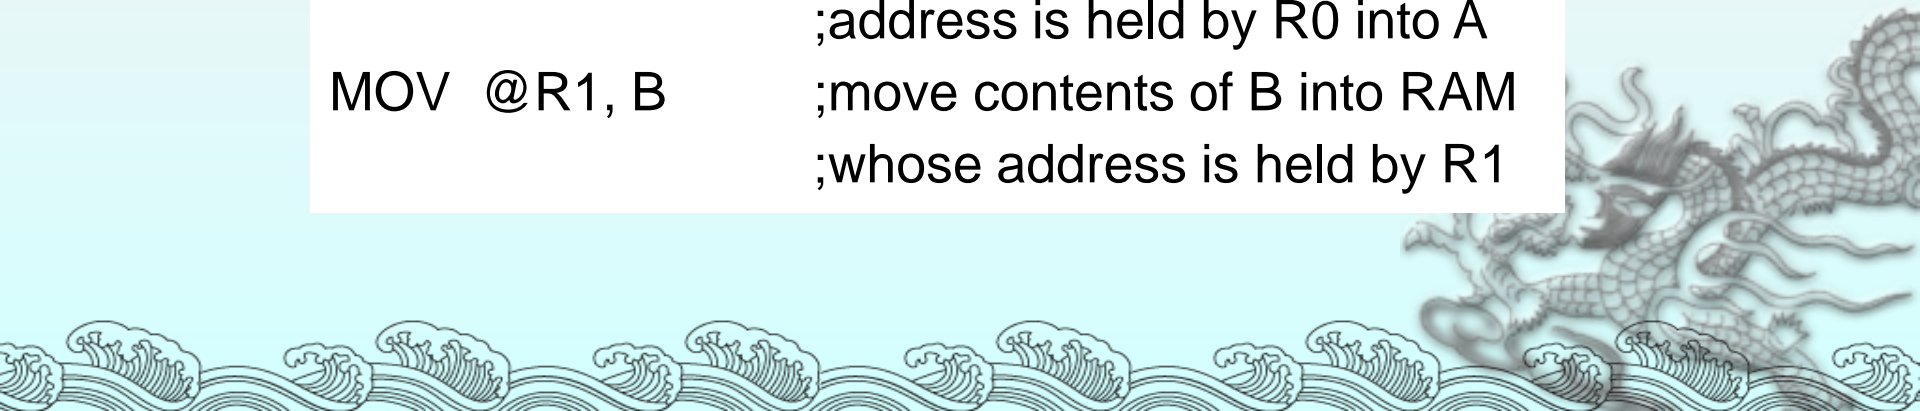 ;address is held by R0 into A
MOV @R1, B ;move contents of B into RAM
;whose address is held by R1